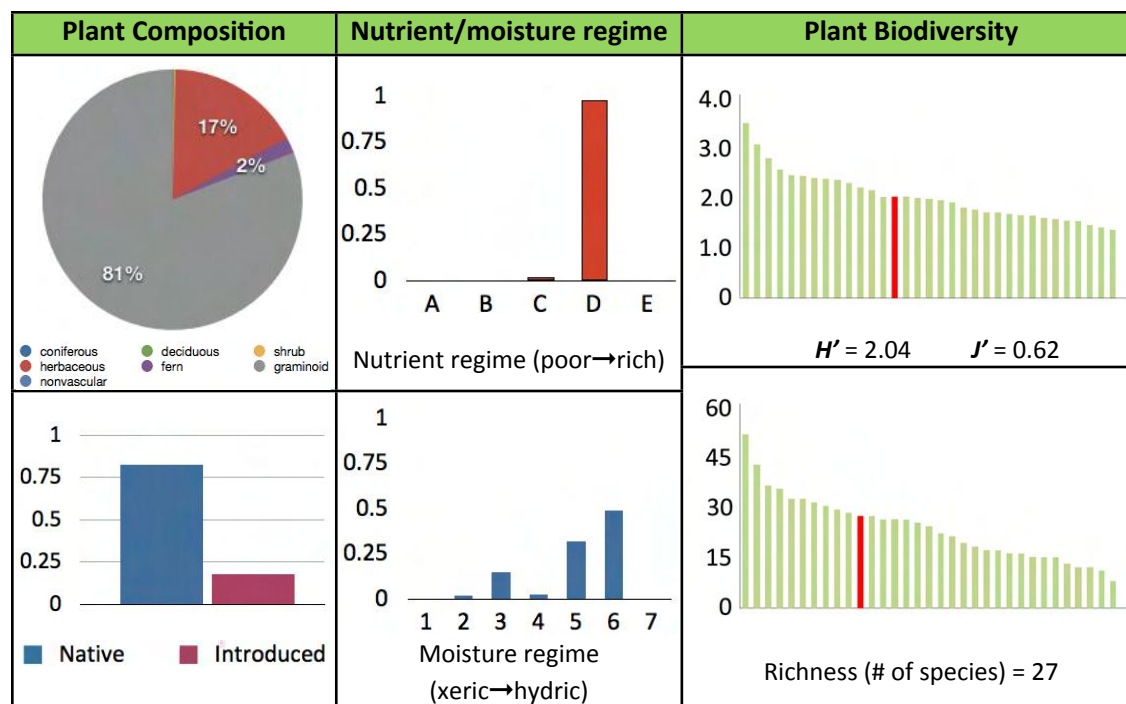 Plant Composition
Nutrient/moisture regime
Plant Biodiversity
17%
2%
81%
coniferous
deciduous
shrub
herbaceous
fern
graminoid
nonvascular
1
0.75
0.5
0.25
0
A B C D E
Nutrient regime (poor→rich)
4.0
3.0
2.0
1.0
0
H’ = 2.04 J’ = 0.62
1
0.75
0.5
0.25
0
Native
Introduced
1
0.75
0.5
0.25
0
1 2 3 4 5 6 7
Moisture regime
(xeric→hydric)
60
45
30
15
0
Richness (# of species) = 27